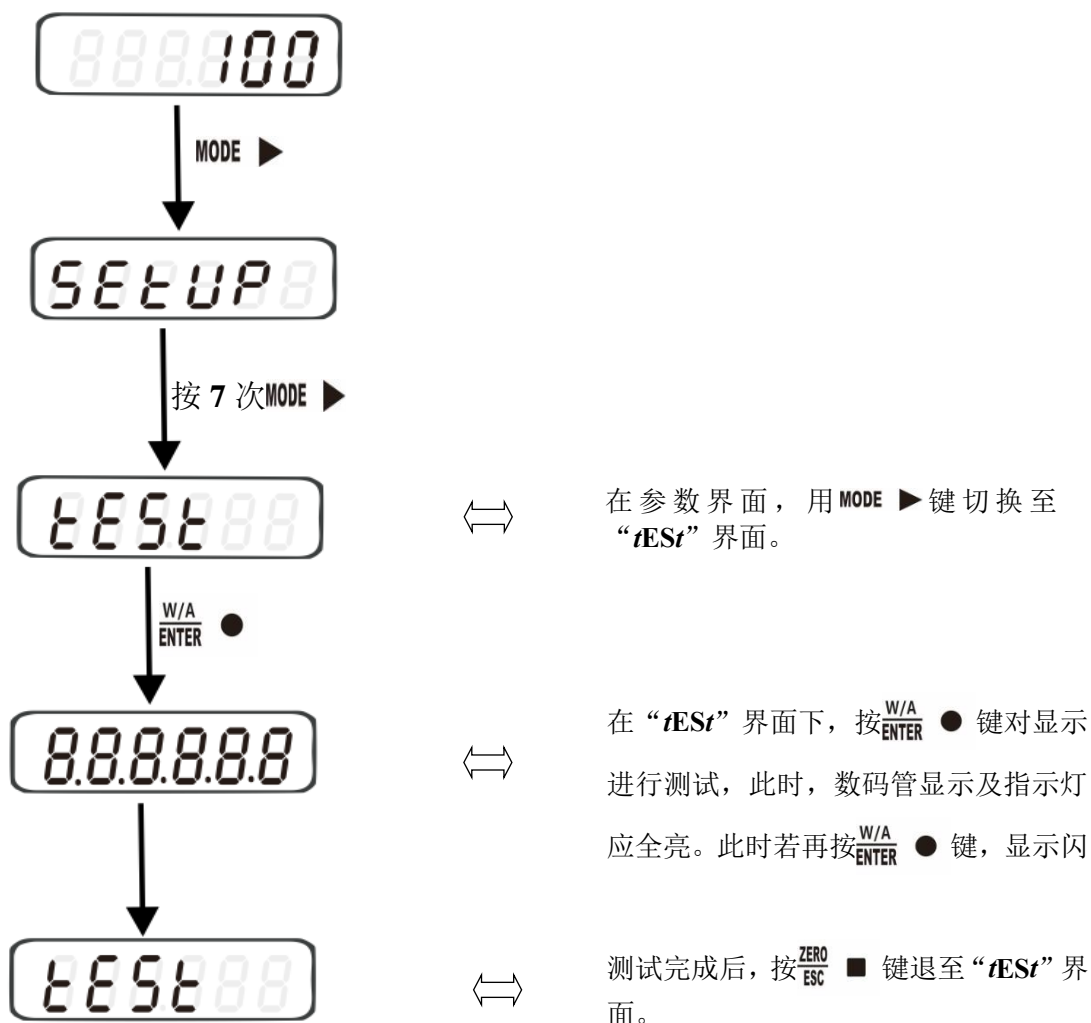 100
MODE ▶
SEtUP
按 7 次MODE ▶
tESt
在参数界面，用MODE ▶键切换至
“tESt”界面。
W/A
ENTER ●
8.8.8.8.8.8
在“tESt”界面下，按W/A/ENTER ● 键对显示
进行测试，此时，数码管显示及指示灯
应全亮。此时若再按W/A/ENTER ● 键，显示闪
tESt
测试完成后，按ZERO/ESC ■ 键退至“tESt”界
面。